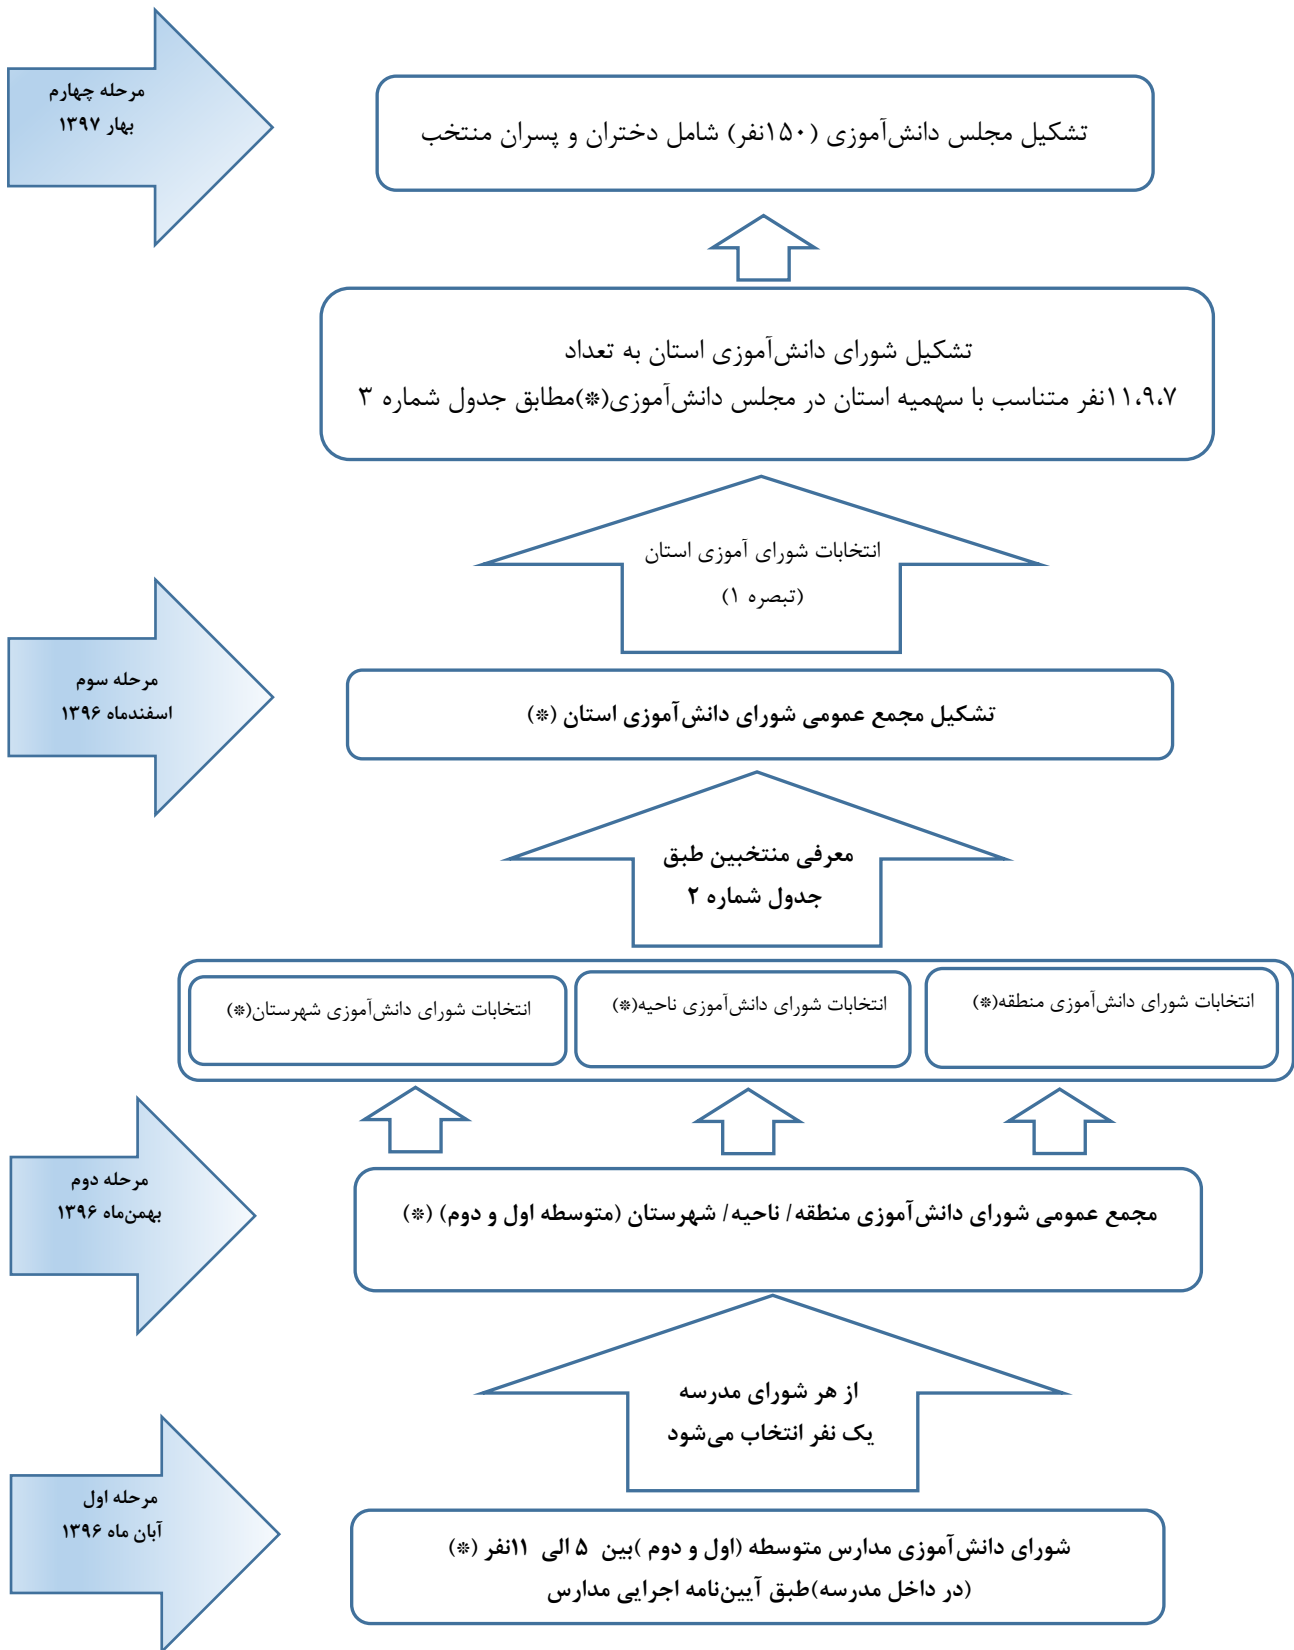 مرحله چهارم
بهار ۱۳۹۷
تشکیل مجلس دانش‌آموزی (۱۵۰نفر) شامل دختران و پسران منتخب
تشکیل شورای دانش‌آموزی استان به تعداد
۱۱،۹،۷نفر متناسب با سهمیه استان در مجلس دانش‌آموزی(*)مطابق جدول شماره ۳
انتخابات شورای آموزی استان
(تبصره ۱)
مرحله سوم
اسفندماه ۱۳۹۶
تشکیل مجمع عمومی شورای دانش‌آموزی استان (*)
معرفی منتخبین طبق
جدول شماره ۲
انتخابات شورای دانش‌آموزی منطقه(*)
انتخابات شورای دانش‌آموزی ناحیه(*)
انتخابات شورای دانش‌آموزی شهرستان(*)
مرحله دوم
بهمن‌ماه ۱۳۹۶
مجمع عمومی شورای دانش‌آموزی منطقه/ ناحیه/ شهرستان (متوسطه اول و دوم) (*)
از هر شورای مدرسه
یک نفر انتخاب می‌شود
مرحله اول
آبان ماه ۱۳۹۶
شورای دانش‌آموزی مدارس متوسطه (اول و دوم )بین ۵ الی ۱۱نفر (*)
(در داخل مدرسه)طبق آیین‌نامه اجرایی مدارس